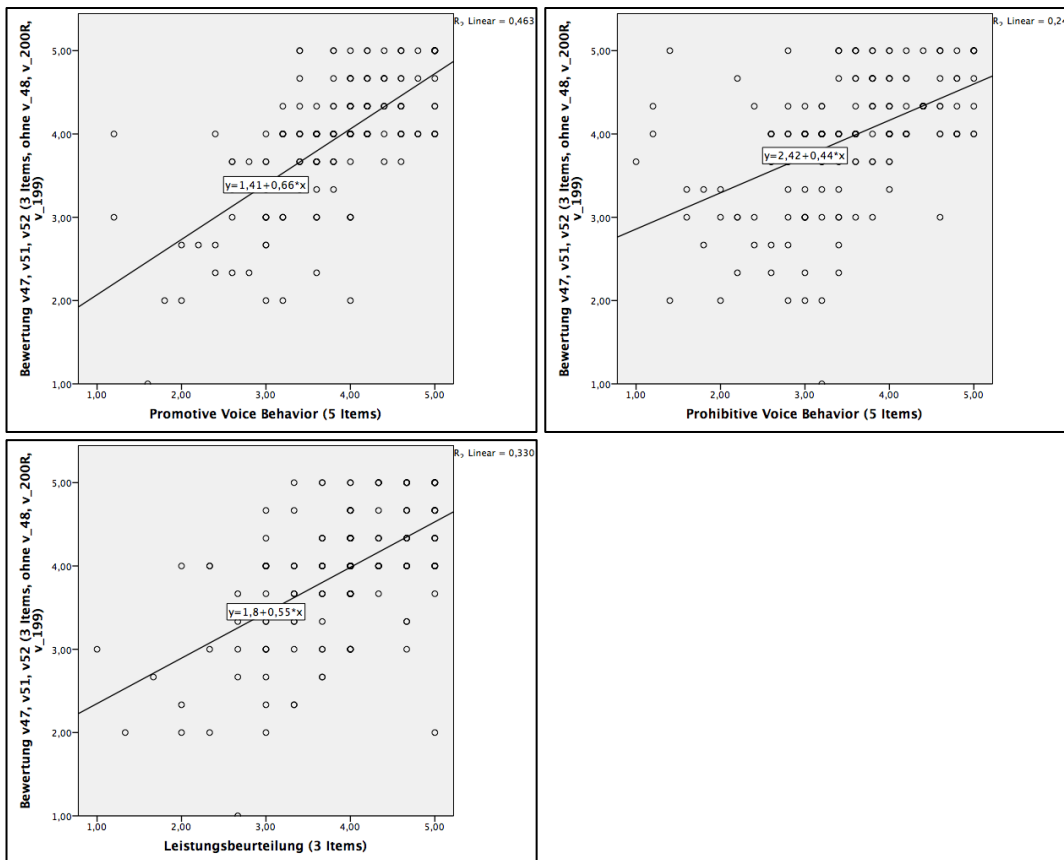 Bewertung v47, v51, v52 (3 Items, ohne v_48, v_200R,
v_199)
R, Linear = 0,463
5,00
4,00
y=1,41+0,66*x
3,00
2,00
1,00
1,00 2,00 3,00 4,00 5,00
Promotive Voice Behavior (5 Items)
Bewertung v47, v51, v52 (3 Items, ohne v_48, v_200R,
v_199)
R, Linear = 0,24
5,00
4,00
y=2,42+0,44*x
3,00
2,00
1,00
1,00 2,00 3,00 4,00 5,00
Prohibitive Voice Behavior (5 Items)
Bewertung v47, v51, v52 (3 Items, ohne v_48, v_200R,
v_199)
R, Linear = 0,330
5,00
4,00
y=1,8+0,55*x
3,00
2,00
1,00
1,00 2,00 3,00 4,00 5,00
Leistungsbeurteilung (3 Items)